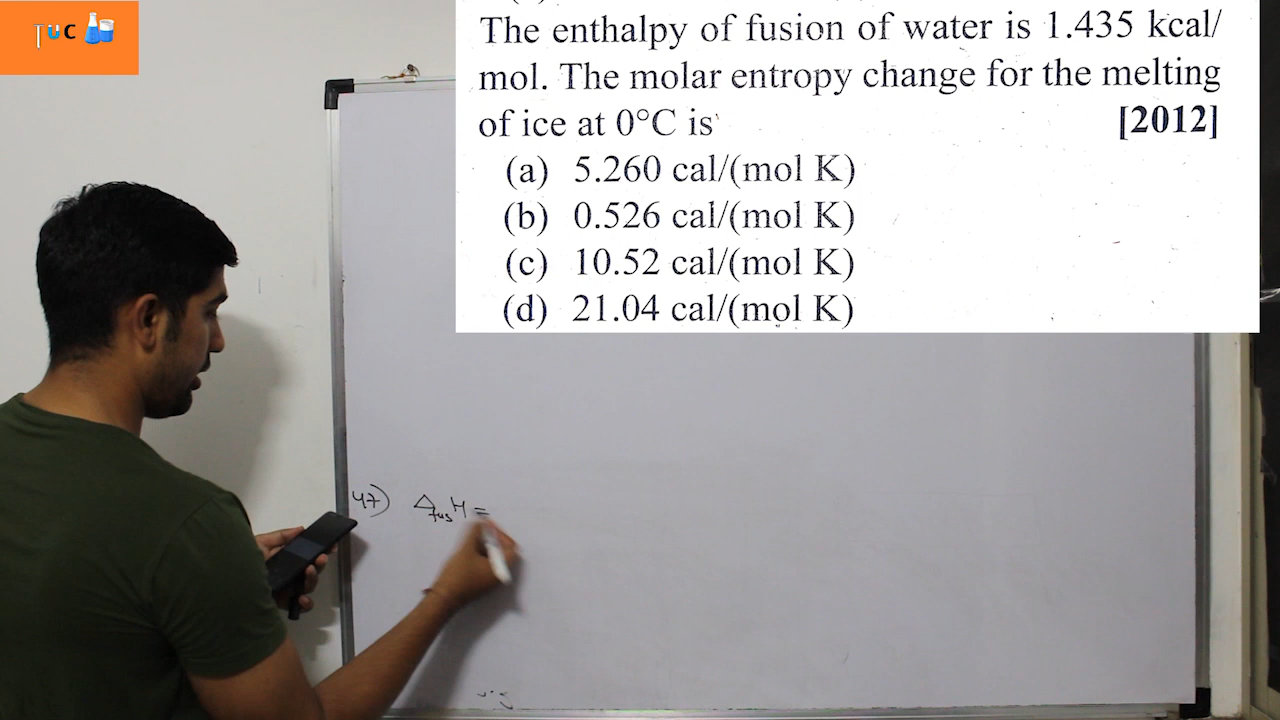 TUC
The enthalpy of fusion of water is 1.435 kcal/
mol. The molar entropy change for the melting
of ice at 0°C is [2012]
(a) 5.260 cal/(mol K)
(b) 0.526 cal/(mol K)
(c) 10.52 cal/(mol K)
(d) 21.04 cal/(mol K)
47) ΔfusH =